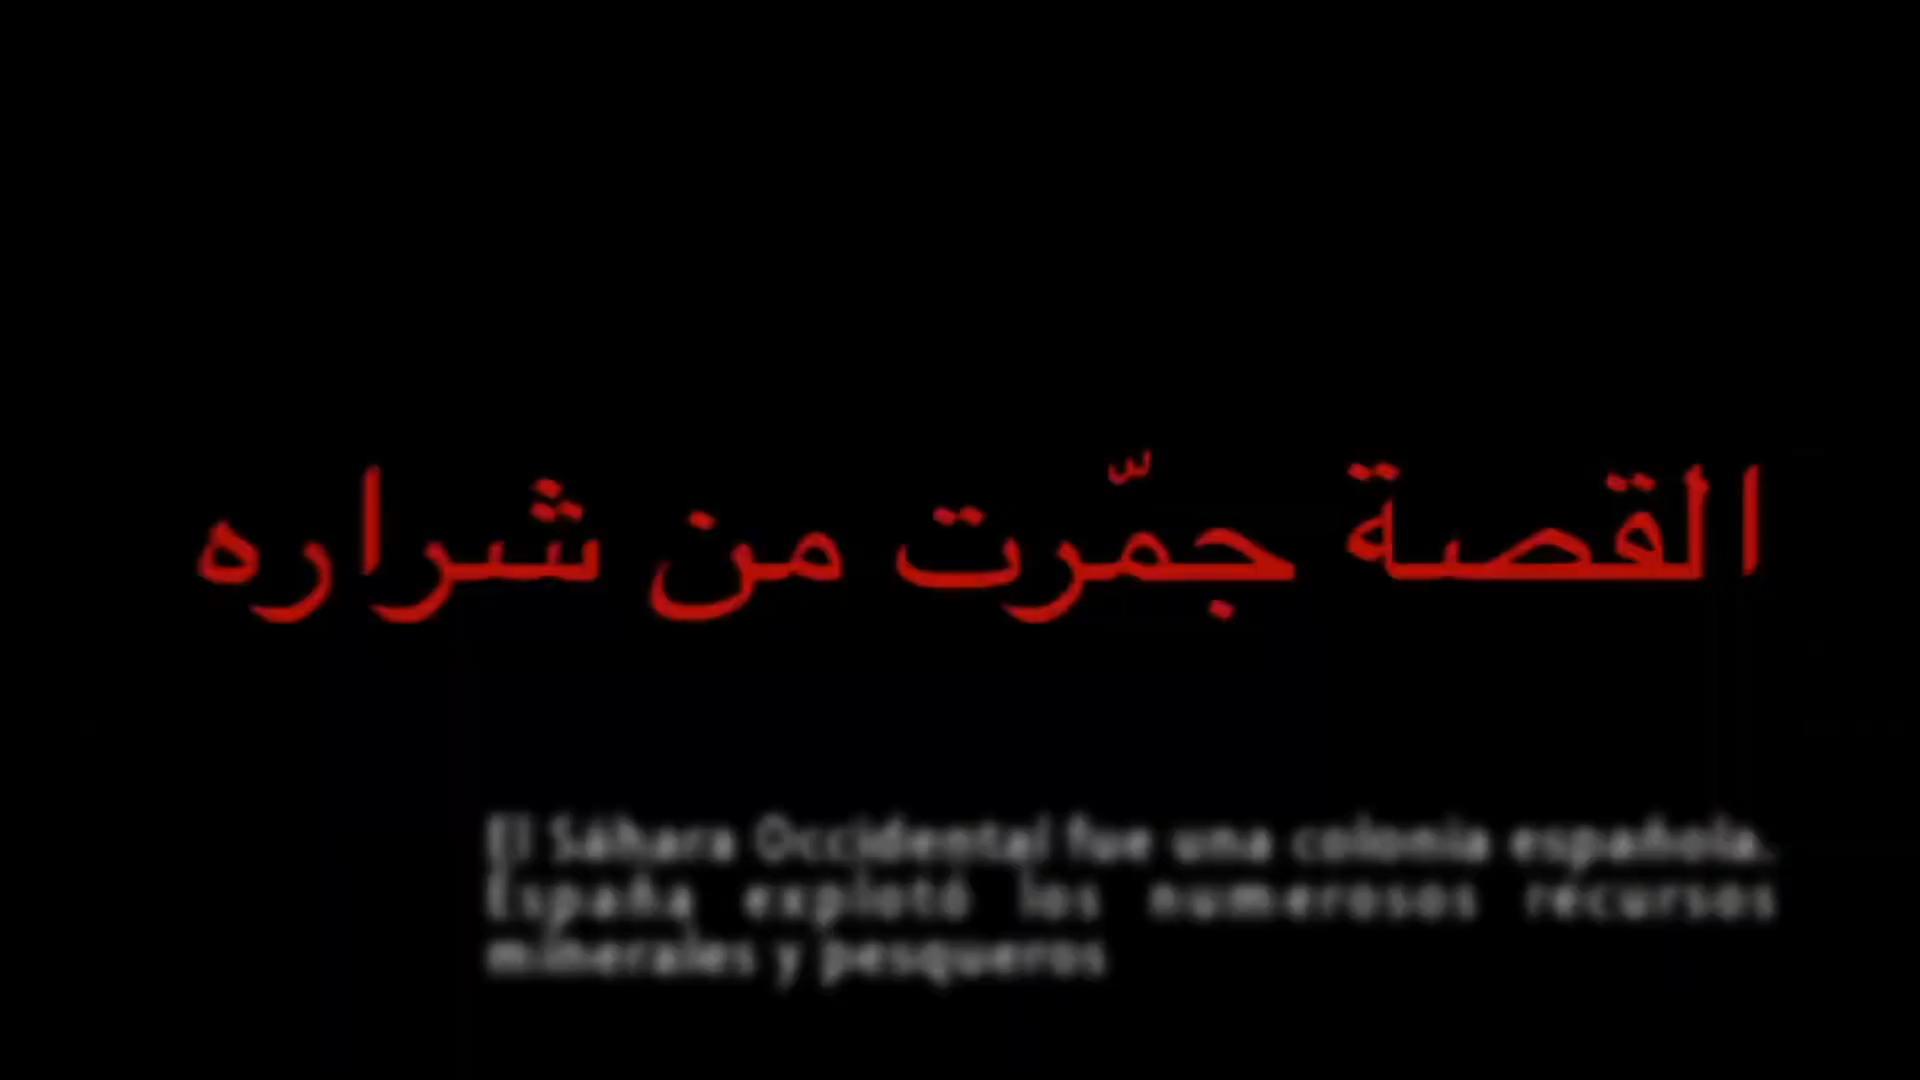 القصة جمّرت من شراره
El Sáhara Occidental fue una colonia española.
España explotó los numerosos recursos
minerales y pesqueros